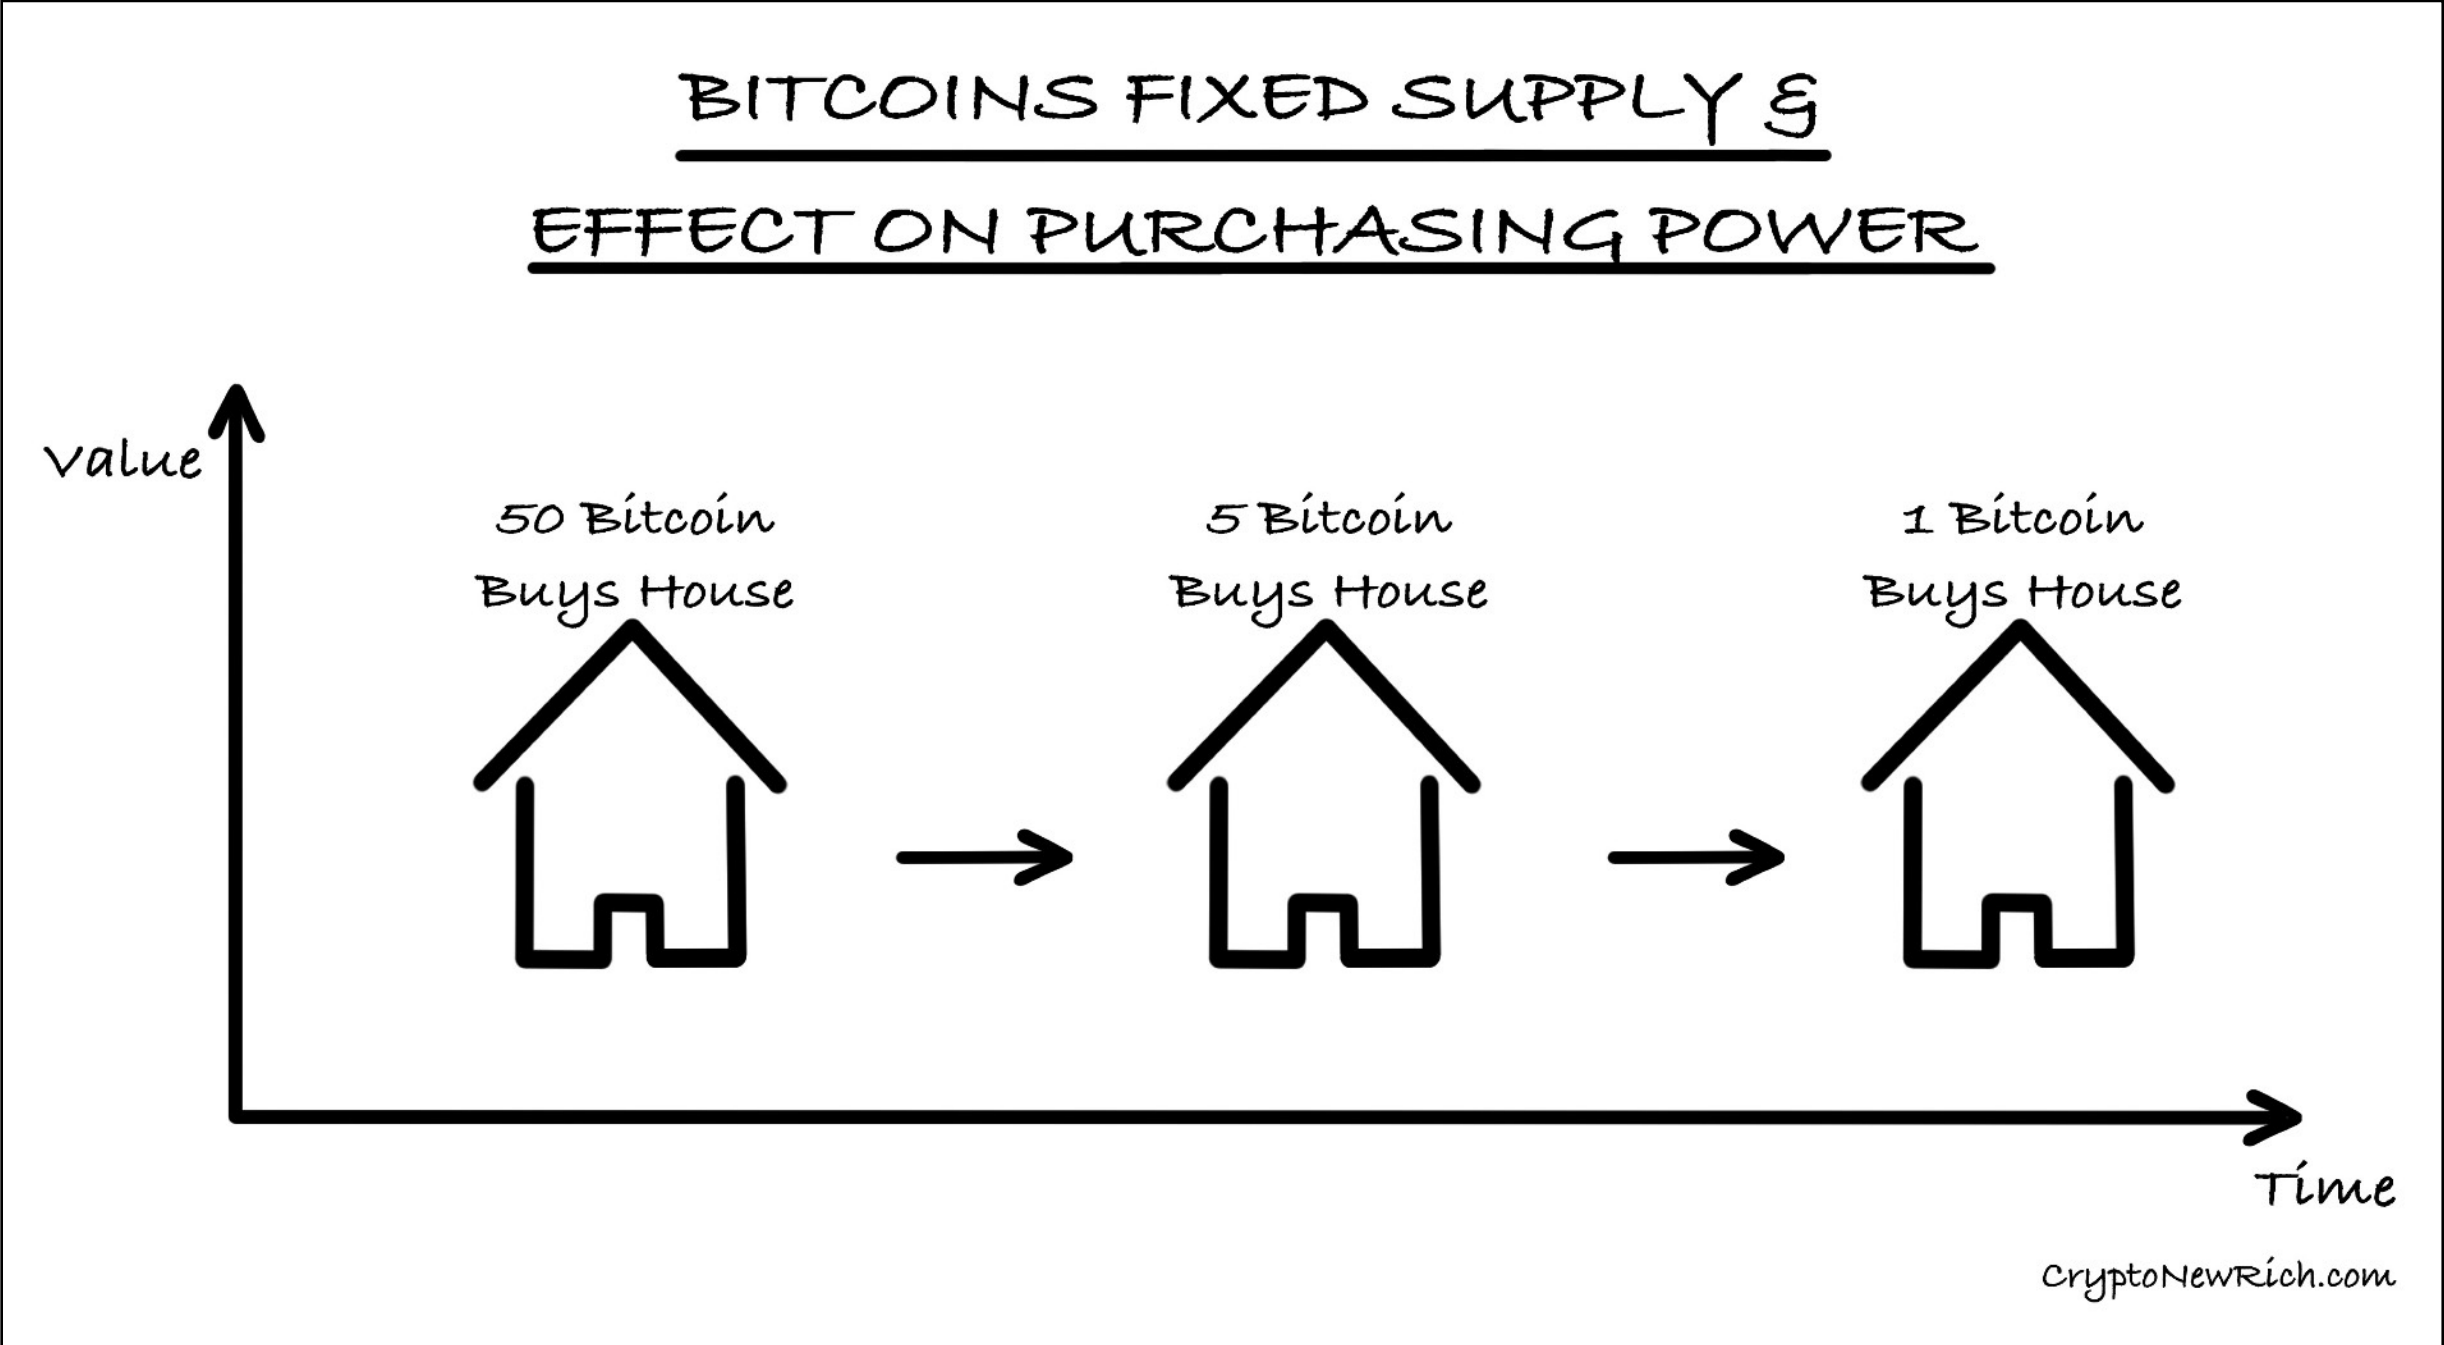 BITCOINS FIXED SUPPLY &
EFFECT ON PURCHASING POWER
Value
50 Bitcoin
Buys House
5 Bitcoin
Buys House
1 Bitcoin
Buys House
Time
CryptoNewRich.com